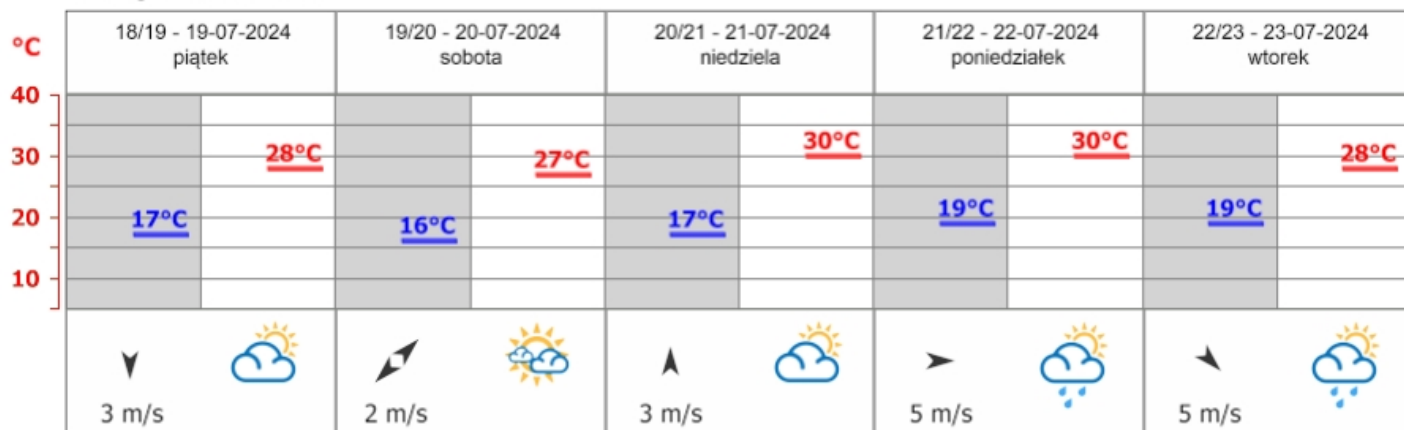 18/19 - 19-07-2024
piątek
19/20 - 20-07-2024
sobota
20/21 - 21-07-2024
niedziela
21/22 - 22-07-2024
poniedziałek
22/23 - 23-07-2024
wtorek
°C
40
30
20
10
28°C
27°C
30°C
30°C
28°C
17°C
16°C
17°C
19°C
19°C
3 m/s
2 m/s
3 m/s
5 m/s
5 m/s